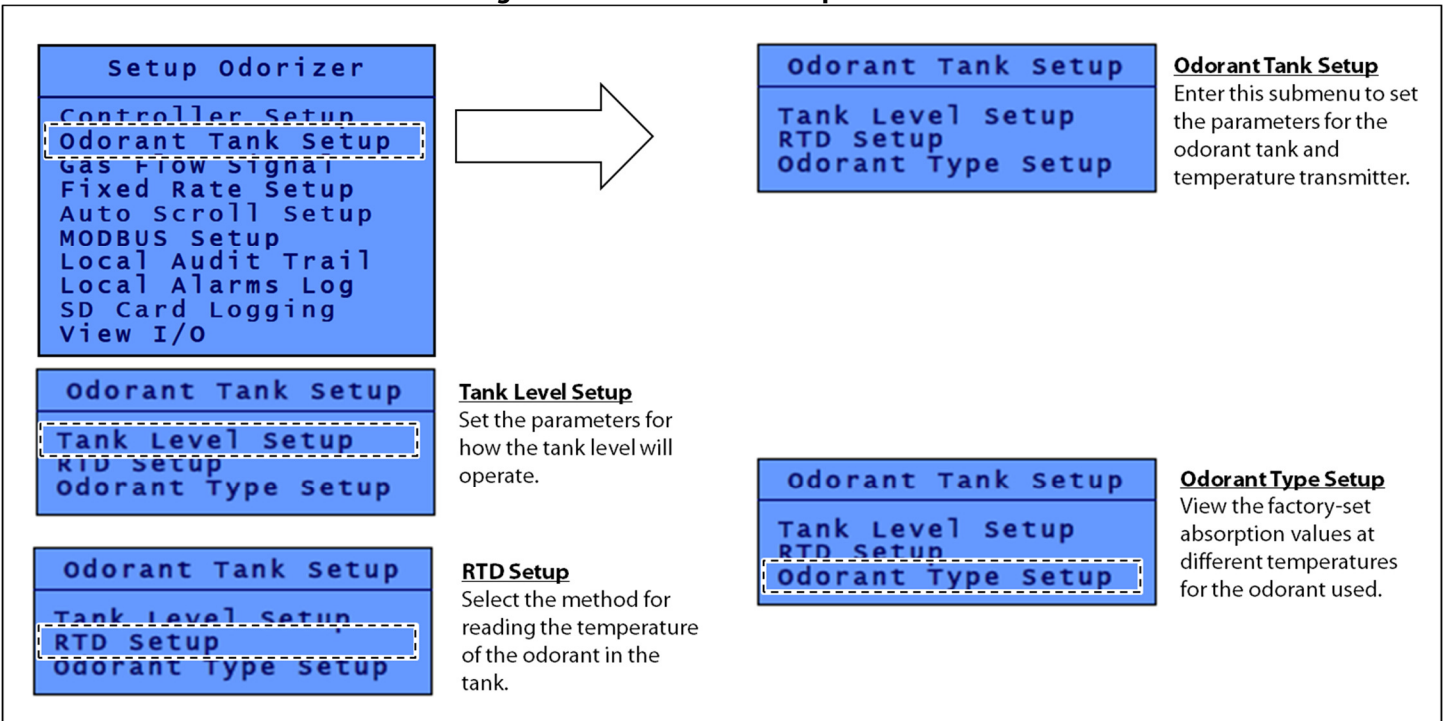 Setup Odorizer
Controller Setup
Odorant Tank Setup
Gas Flow Signal
Fixed Rate Setup
Auto Scroll Setup
MODBUS Setup
Local Audit Trail
Local Alarms Log
SD Card Logging
View I/O
Odorant Tank Setup
Tank Level Setup
RTD Setup
Odorant Type Setup
Odorant Tank Setup
Enter this submenu to set
the parameters for the
odorant tank and
temperature transmitter.
Odorant Tank Setup
Tank Level Setup
RTD Setup
Odorant Type Setup
Tank Level Setup
Set the parameters for
how the tank level will
operate.
Odorant Tank Setup
Tank Level Setup
RTD Setup
Odorant Type Setup
RTD Setup
Select the method for
reading the temperature
of the odorant in the
tank.
Odorant Tank Setup
Tank Level Setup
RTD Setup
Odorant Type Setup
Odorant Type Setup
View the factory-set
absorption values at
different temperatures
for the odorant used.